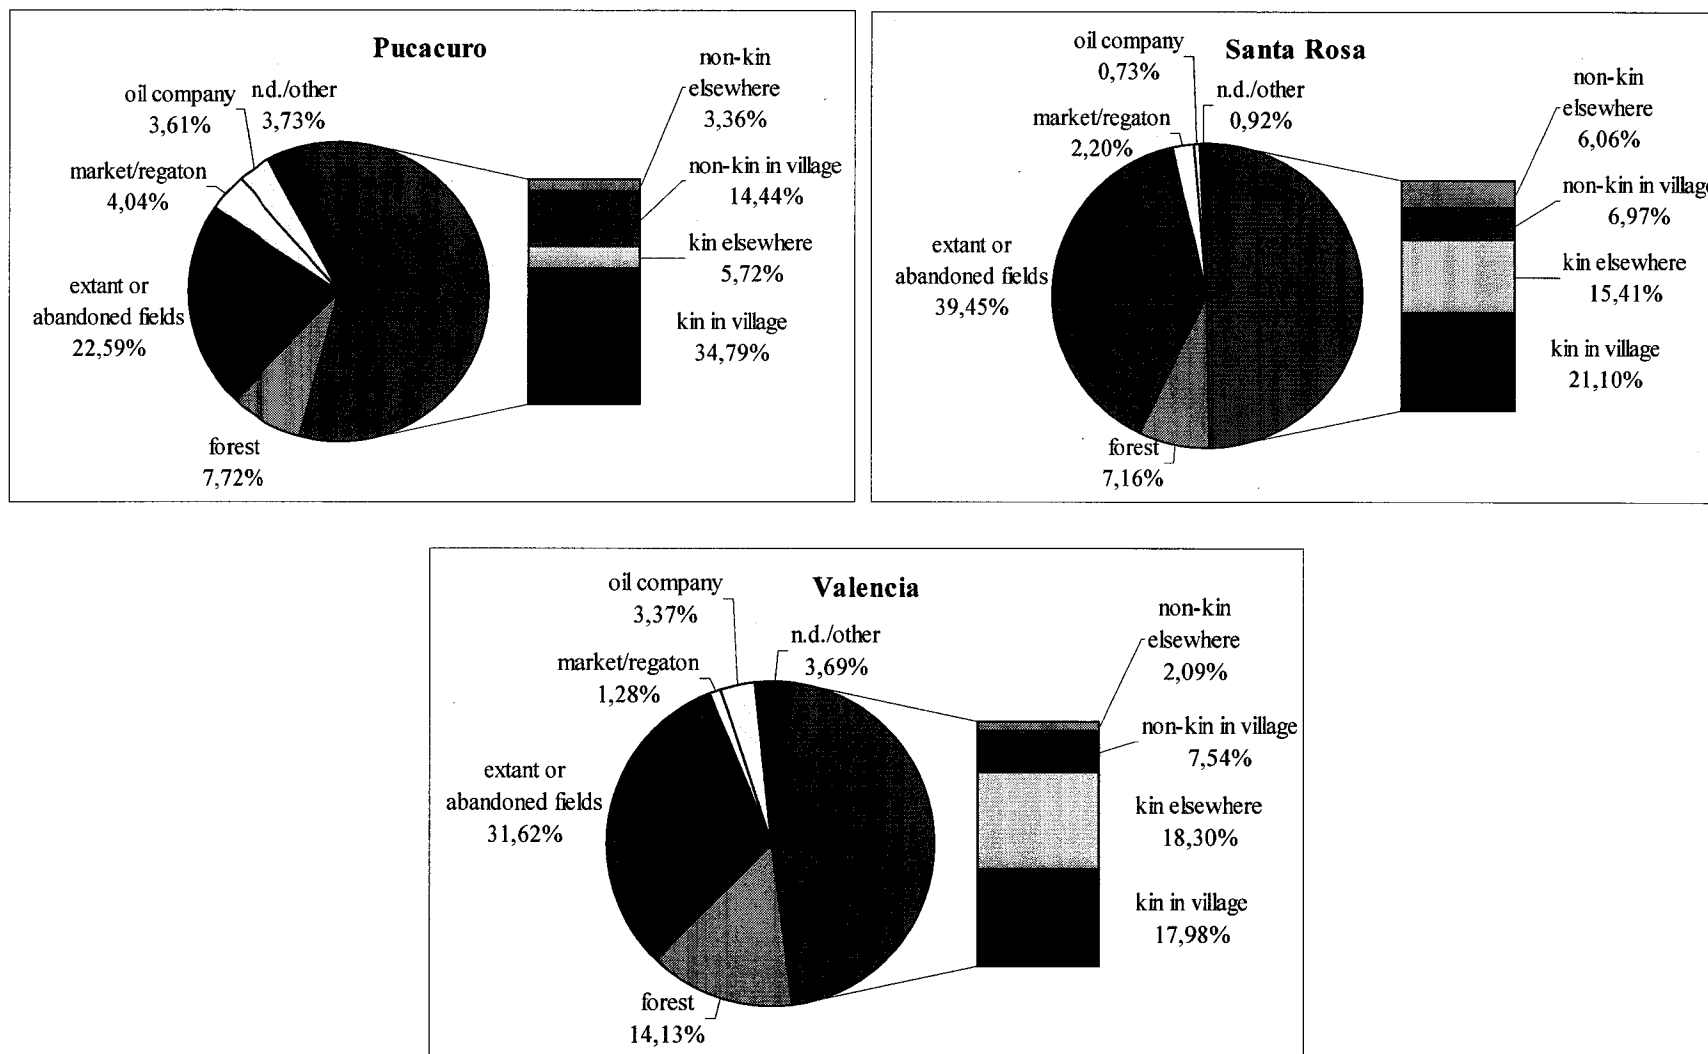 Pucacuro
oil company
3,61%
n.d./other
3,73%
market/regaton
4,04%
extant or
abandoned fields
22,59%
forest
7,72%
non-kin
elsewhere
3,36%
non-kin in village
14,44%
kin elsewhere
5,72%
kin in village
34,79%
Santa Rosa
oil company
0,73%
n.d./other
0,92%
market/regaton
2,20%
extant or
abandoned fields
39,45%
forest
7,16%
non-kin
elsewhere
6,06%
non-kin in village
6,97%
kin elsewhere
15,41%
kin in village
21,10%
Valencia
oil company
3,37%
n.d./other
3,69%
market/regaton
1,28%
extant or
abandoned fields
31,62%
forest
14,13%
non-kin
elsewhere
2,09%
non-kin in village
7,54%
kin elsewhere
18,30%
kin in village
17,98%